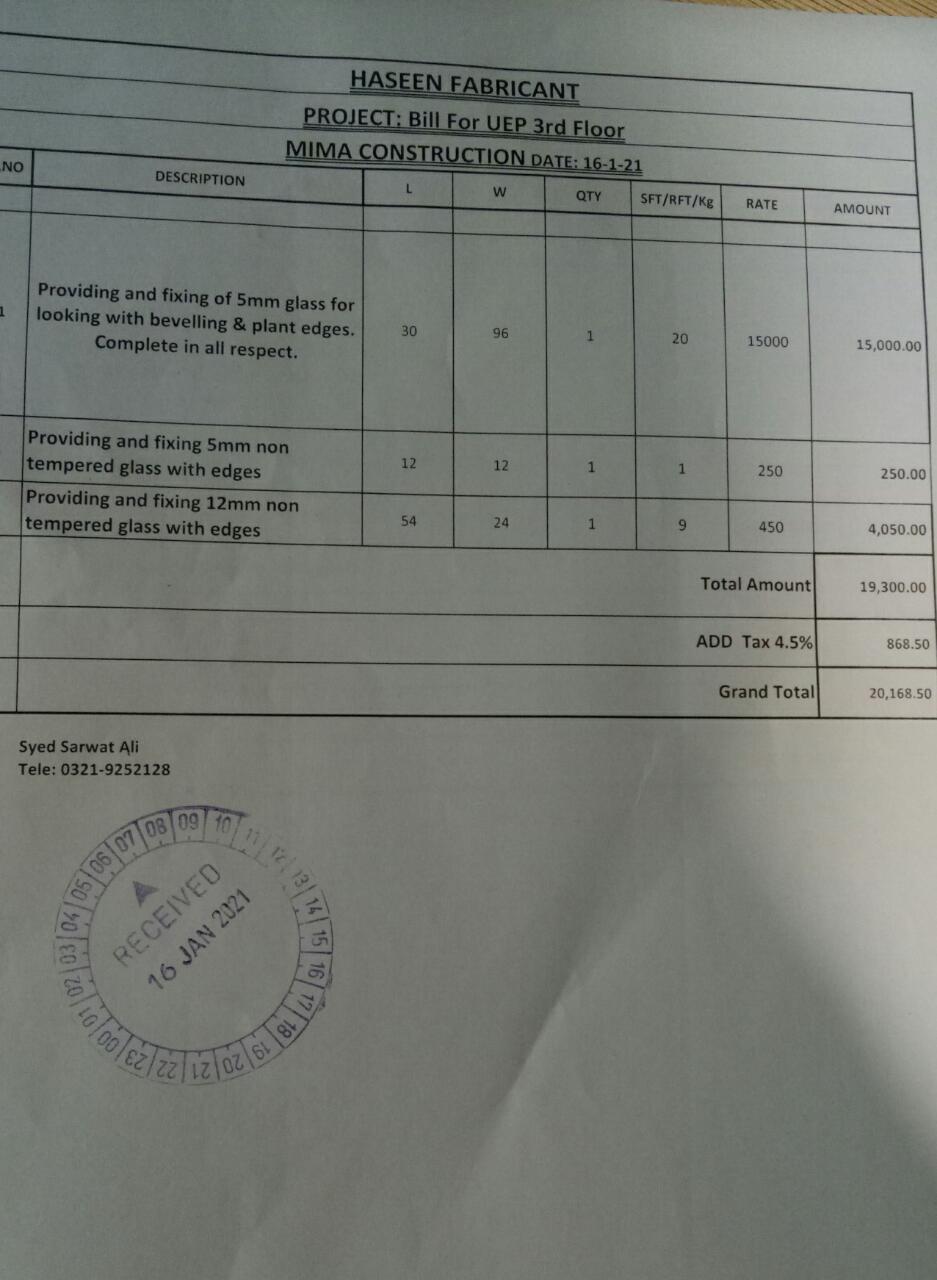 HASEEN FABRICANT
PROJECT: Bill For UEP 3rd Floor
MIMA CONSTRUCTION DATE: 16-1-21
.NO DESCRIPTION L W QTY SFT/RFT/Kg RATE AMOUNT
Providing and fixing of 5mm glass for
looking with bevelling & plant edges.
Complete in all respect.
1 30 96 1 20 15000 15,000.00
Providing and fixing 5mm non
tempered glass with edges
12 12 1 1 250 250.00
Providing and fixing 12mm non
tempered glass with edges
54 24 1 9 450 4,050.00
Total Amount 19,300.00
ADD Tax 4.5% 868.50
Grand Total 20,168.50
Syed Sarwat Ali
Tele: 0321-9252128
00 01 02 03 04 05 06 07 08 09 10 11 12 13 14 15 16 17 18 19 20 21 22 23
RECEIVED
16 JAN 2021